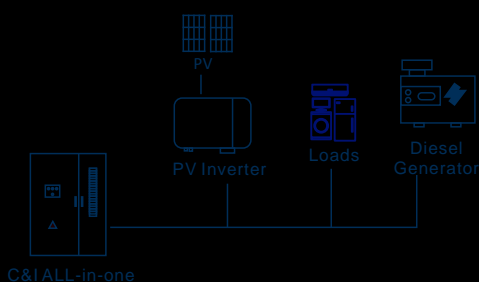 PV
PV Inverter
Loads
Diesel
Generator
C&I ALL-in-one